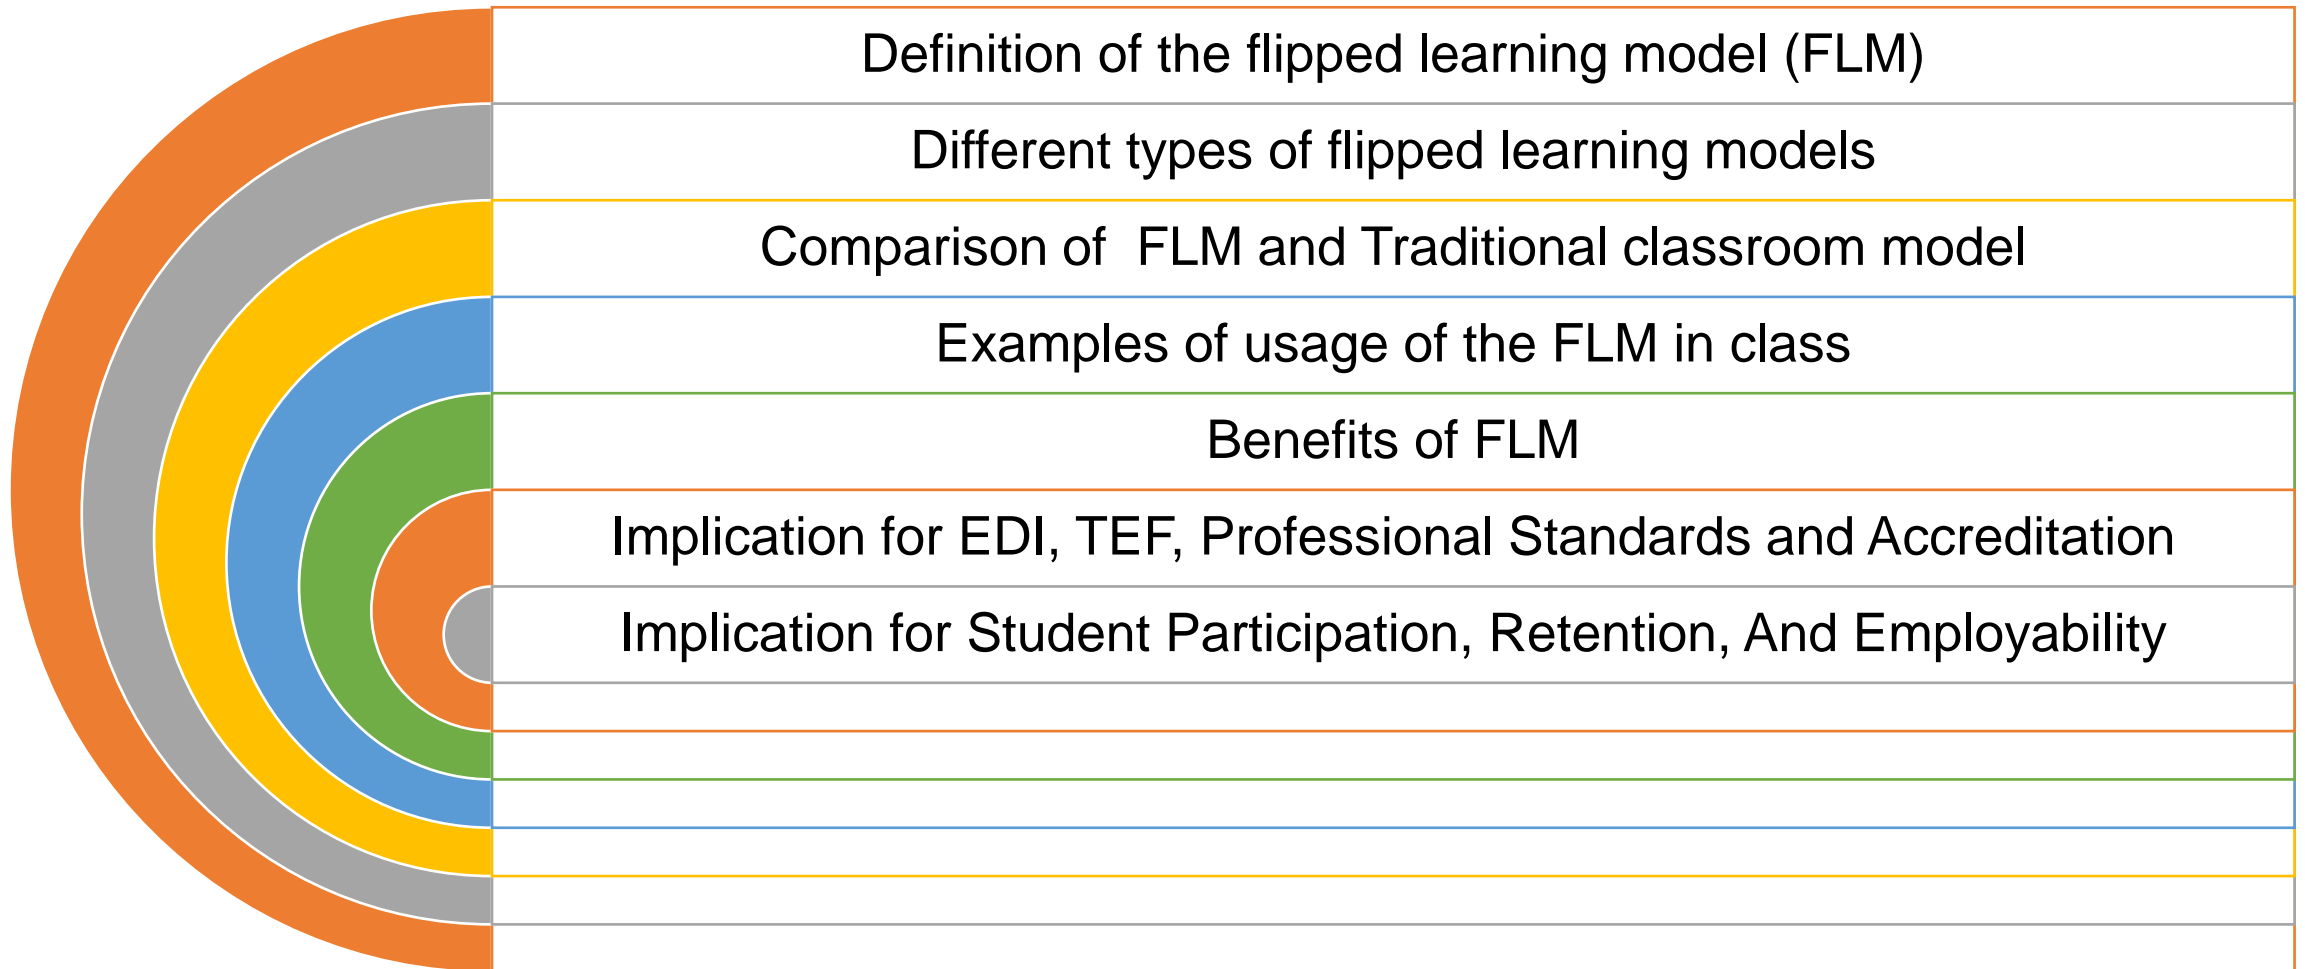 Definition of the flipped learning model (FLM)
Different types of flipped learning models
Comparison of  FLM and Traditional classroom model
Examples of usage of the FLM in class
Benefits of FLM
Implication for EDI, TEF, Professional Standards and Accreditation
Implication for Student Participation, Retention, And Employability